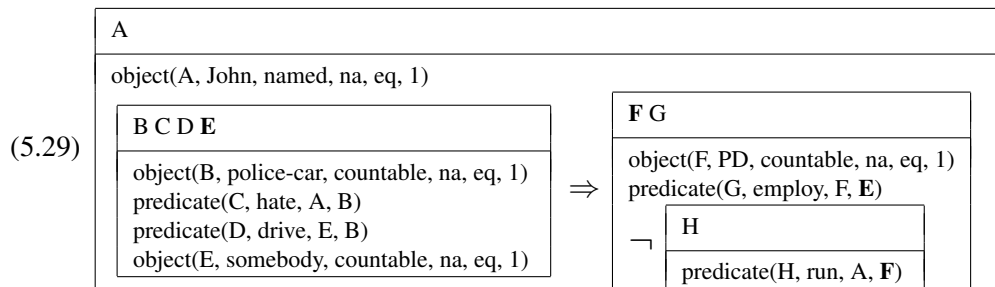 A
object(A, John, named, na, eq, 1)
(5.29)
B C D E
object(B, police-car, countable, na, eq, 1)
predicate(C, hate, A, B)
predicate(D, drive, E, B)
object(E, somebody, countable, na, eq, 1)
⇒
F G
object(F, PD, countable, na, eq, 1)
predicate(G, employ, F, E)
¬
H
predicate(H, run, A, F)